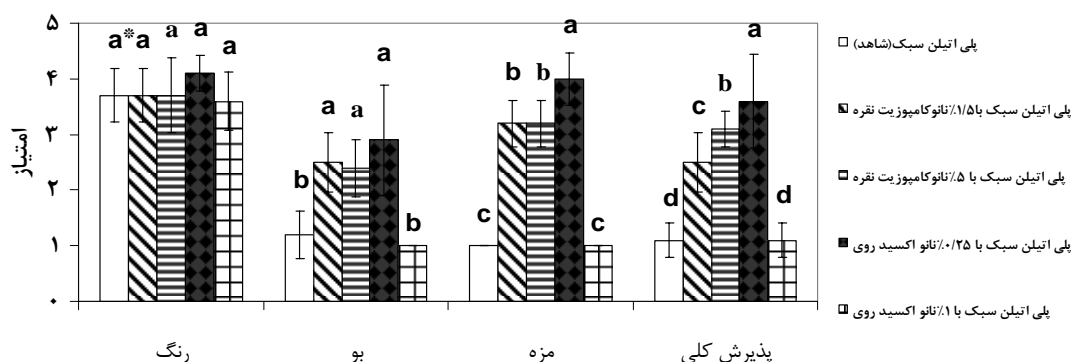 امتیاز
۵
۴
۳
۲
۱
۰
a*a a a a
b a a a b
c b b a c
d c b a d
رنگ
بو
مزه
پذیرش کلی
پلی اتیلن سبک(شاهد)
پلی اتیلن سبک با۱/۵٪نانوکامپوزیت نقره
پلی اتیلن سبک با ۵٪نانوکامپوزیت نقره
پلی اتیلن سبک با ۰/۲۵٪نانو اکسید روی
پلی اتیلن سبک با ۱٪نانو اکسید روی